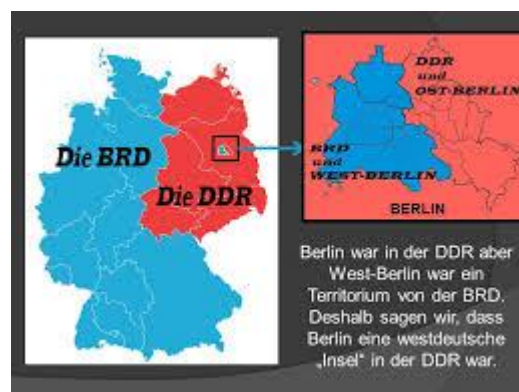 Die BRD
Die DDR
DDR
und
OST-BERLIN
BRD
und
WEST-BERLIN
BERLIN
Berlin war in der DDR aber
West-Berlin war ein
Territorium von der BRD.
Deshalb sagen wir, dass
Berlin eine westdeutsche
„Insel“ in der DDR war.